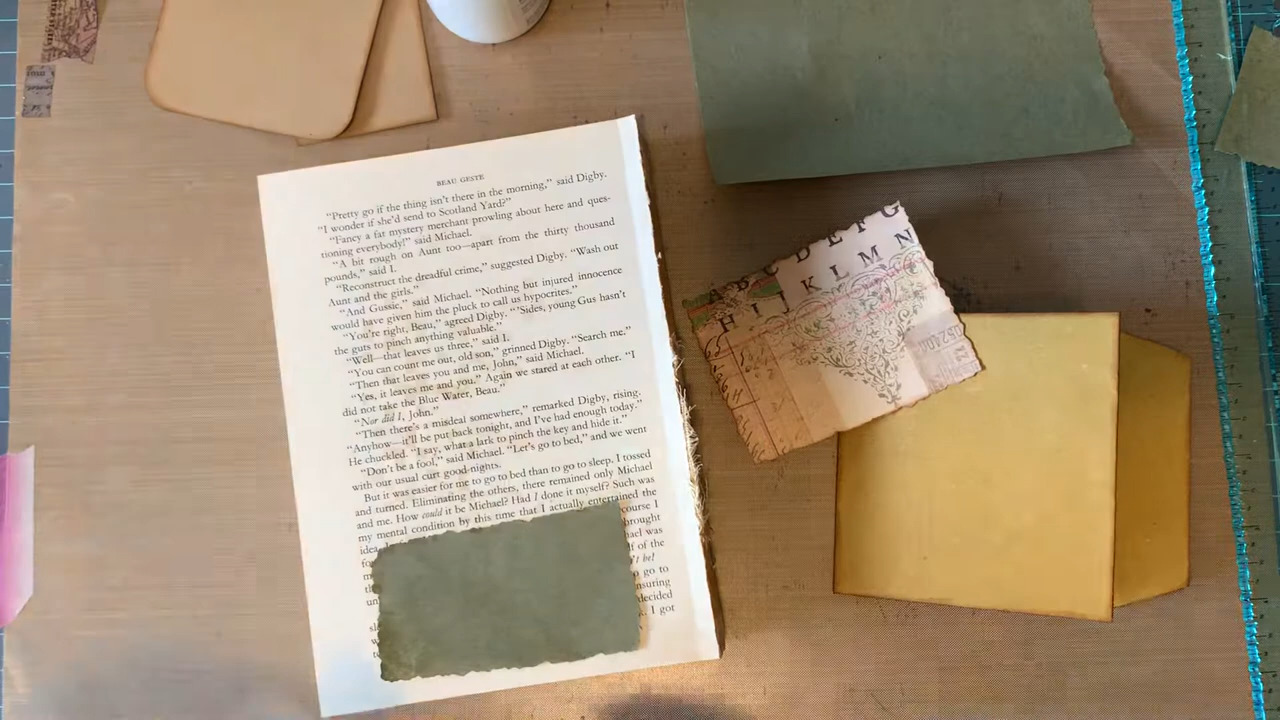 BEAU GESTE
"Pretty go if the thing isn't there in the morning," said Digby.
"I wonder if she'd send to Scotland Yard?"
"Fancy a fat mystery merchant prowling about here and ques-
tioning everybody!" said Michael.
"A bit rough on Aunt too—apart from the thirty thousand
pounds," said I.
"Reconstruct the dreadful crime," suggested Digby. "Wash out
Aunt and the girls."
"And Gussie," said Michael. "Nothing but injured innocence
would have given him the pluck to call us hypocrites."
"You're right, Beau," agreed Digby. "'Sides, young Gus hasn't
the guts to pinch anything valuable."
"Well—that leaves us three," said I.
"You can count me out, old son," grinned Digby. "Search me."
"Then that leaves you and me, John," said Michael.
"Yes, it leaves me and you." Again we stared at each other. "I
did not take the Blue Water, Beau."
"Nor did I, John."
"Then there's a misdeal somewhere," remarked Digby, rising.
"Anyhow—it'll be put back tonight, and I've had enough today."
He chuckled. "I say, what a lark to pinch the key and hide it."
"Don't be a fool," said Michael. "Let's go to bed," and we went
with our usual curt good-nights.
But it was easier for me to go to bed than to go to sleep. I tossed
and turned. Eliminating the others, there remained only Michael
and me. How could it be Michael? Had I done it myself? Such was
my mental condition by this time that I actually entertained the
idea
brought
was
of the
't be!
go to
ensuring
decided
I got
A B C D E F G
H I J K L M N